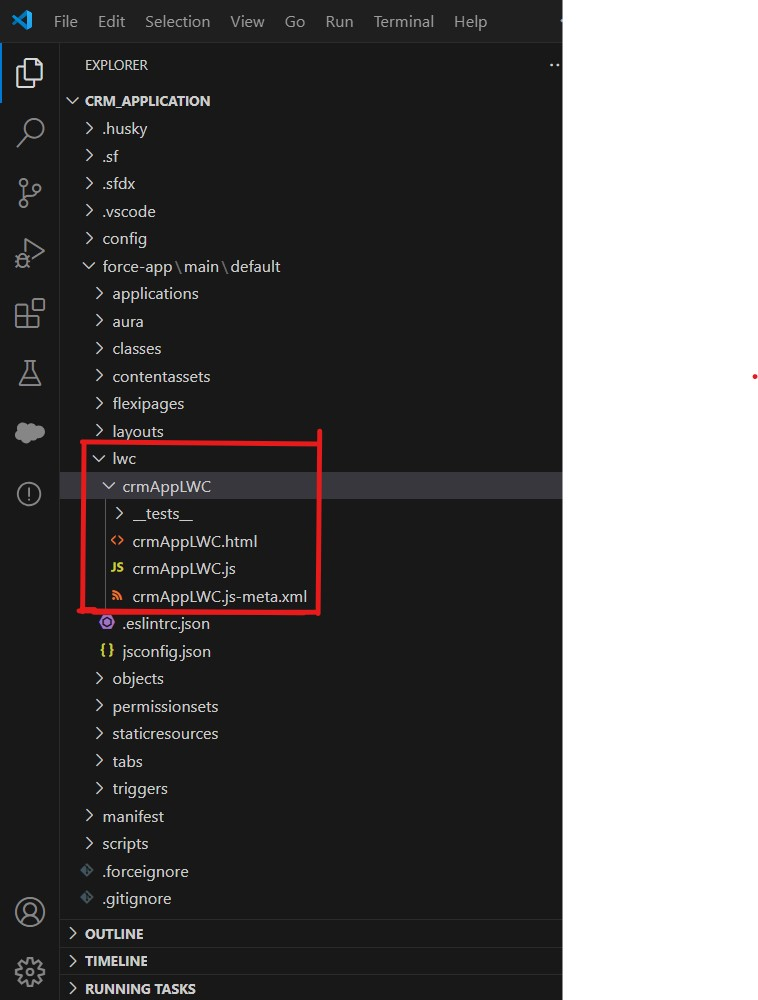 File Edit Selection View Go Run Terminal Help
EXPLORER
CRM_APPLICATION
.husky
.sf
.sfdx
.vscode
config
force-app\main\default
applications
aura
classes
contentassets
flexipages
layouts
lwc
crmAppLWC
__tests__
<> crmAppLWC.html
JS crmAppLWC.js
crmAppLWC.js-meta.xml
.eslintrc.json
{} jsconfig.json
objects
permissionsets
staticresources
tabs
triggers
manifest
scripts
.forceignore
.gitignore
OUTLINE
TIMELINE
RUNNING TASKS